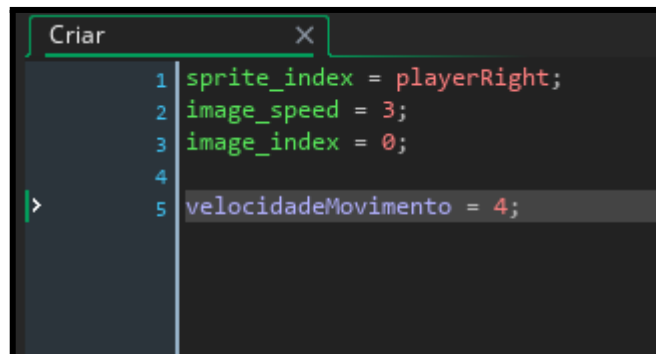 Criar
1 sprite_index = playerRight;
2 image_speed = 3;
3 image_index = 0;
4
5 velocidadeMovimento = 4;